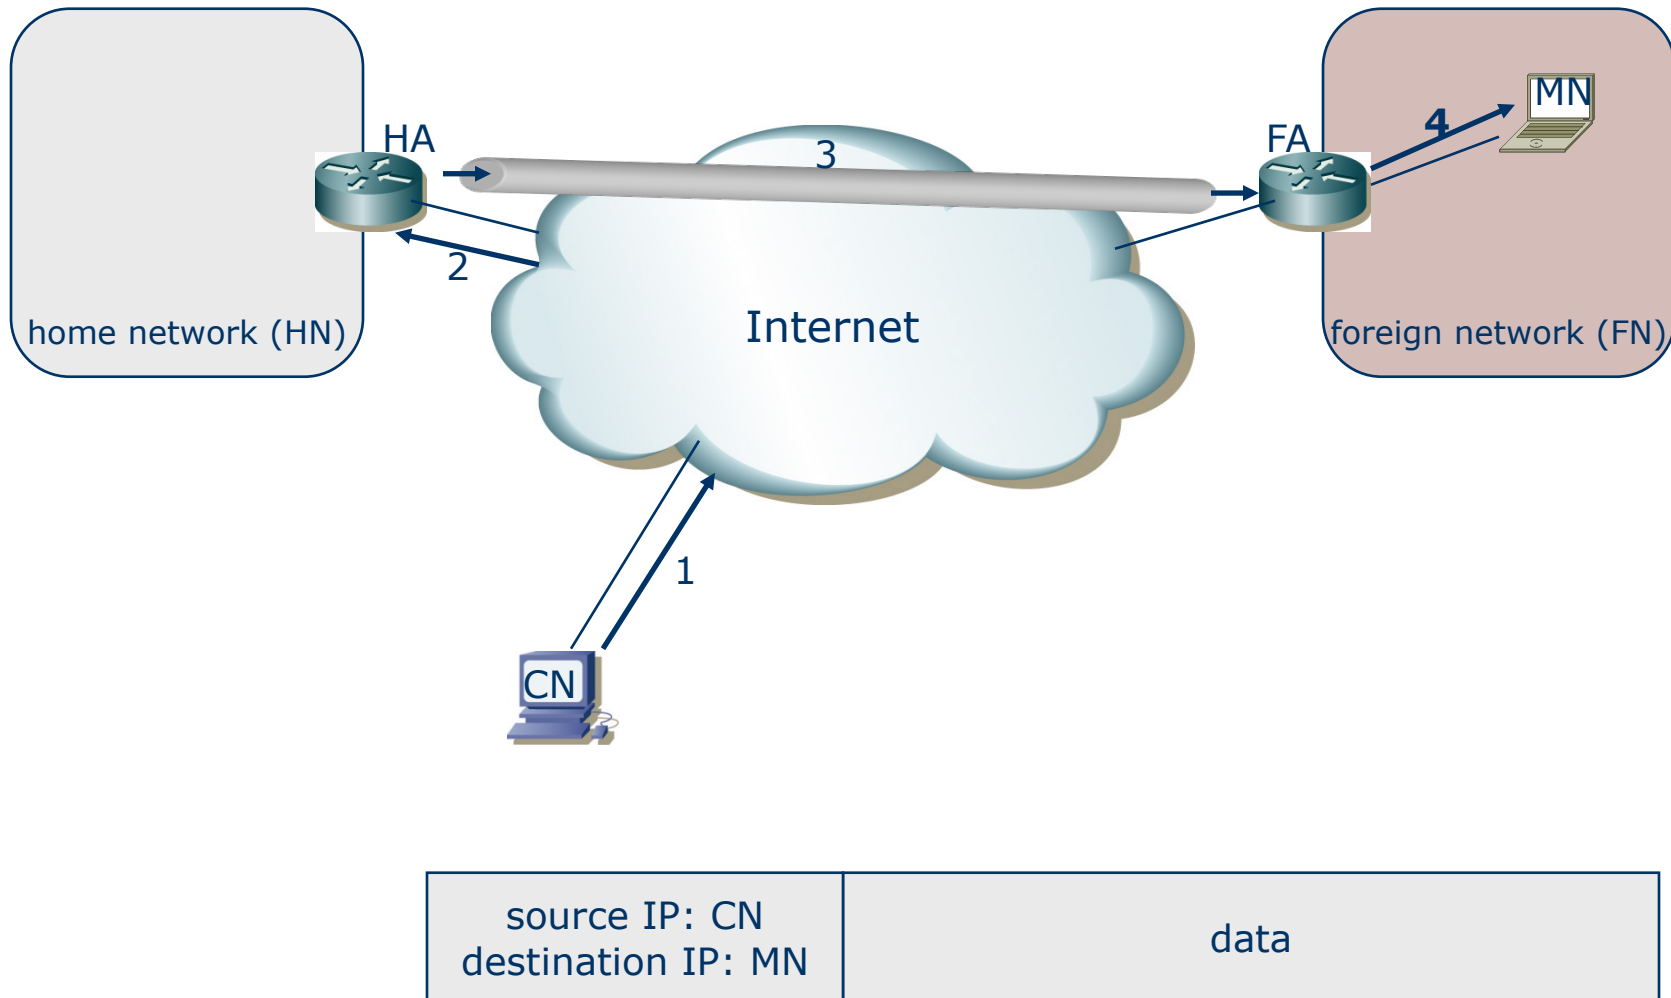 MN
HA
FA
4
3
2
Internet
home network (HN)
foreign network (FN)
1
CN
source IP: CN
destination IP: MN
data